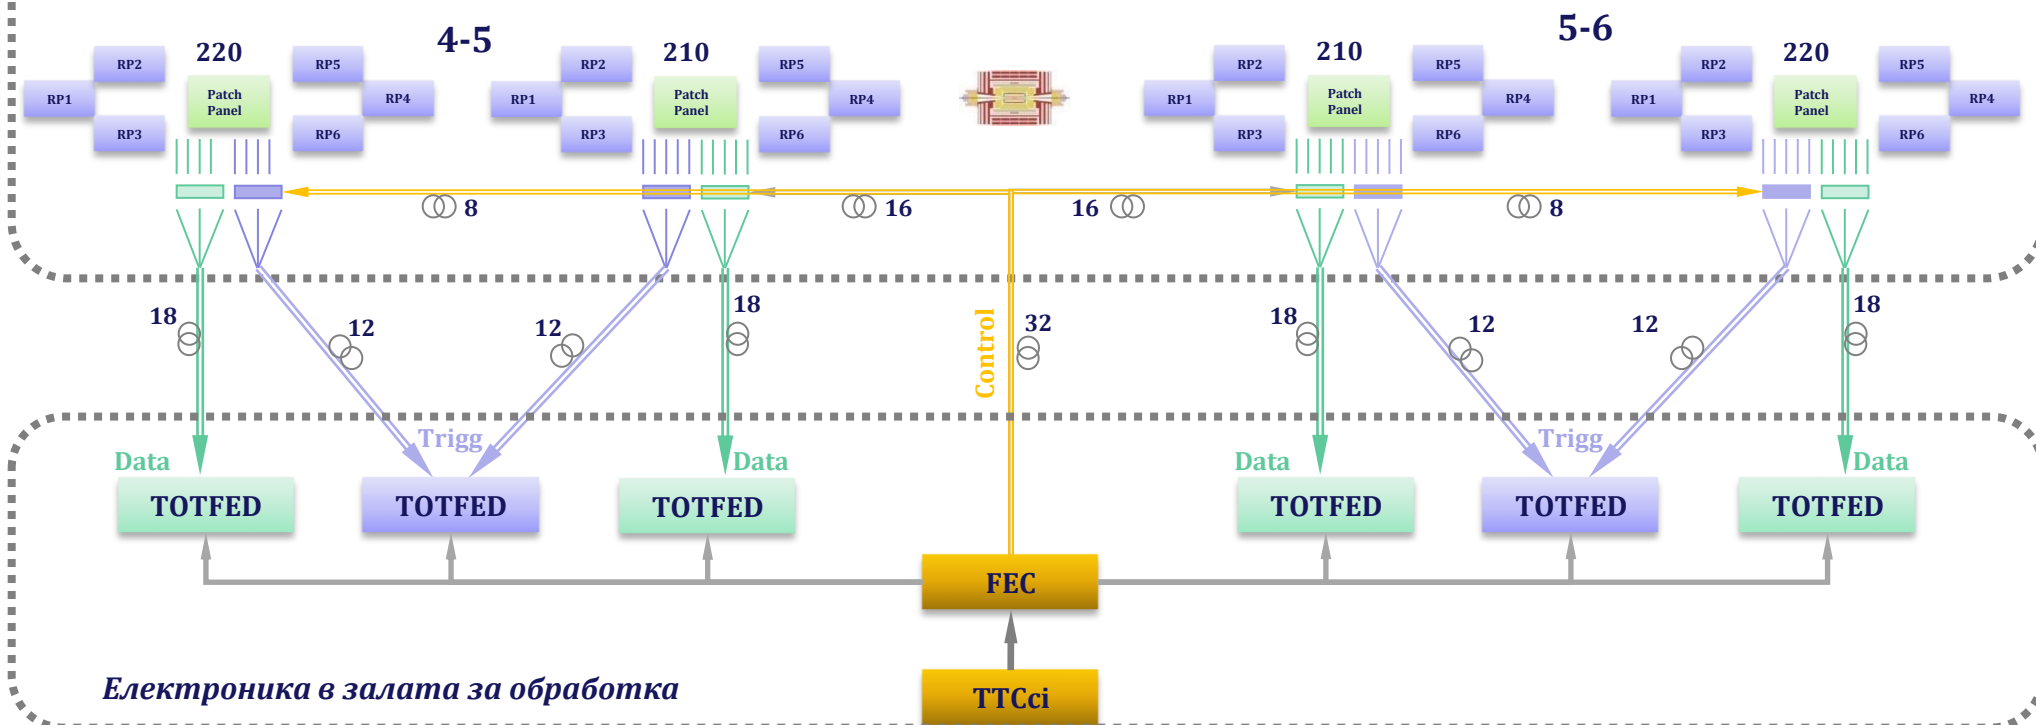 4-5
5-6
220
210
210
220
RP2
RP5
RP2
RP5
RP2
RP5
RP2
RP5
RP1
Patch
Panel
RP4
RP1
Patch
Panel
RP4
RP1
Patch
Panel
RP4
RP1
Patch
Panel
RP4
RP3
RP6
RP3
RP6
RP3
RP6
RP3
RP6
8
16
16
8
18
12
12
18
Control
32
18
12
12
18
Data
Trigg
Data
Data
Trigg
Data
TOTFED
TOTFED
TOTFED
TOTFED
TOTFED
TOTFED
FEC
Електроника в залата за обработка
TTCci